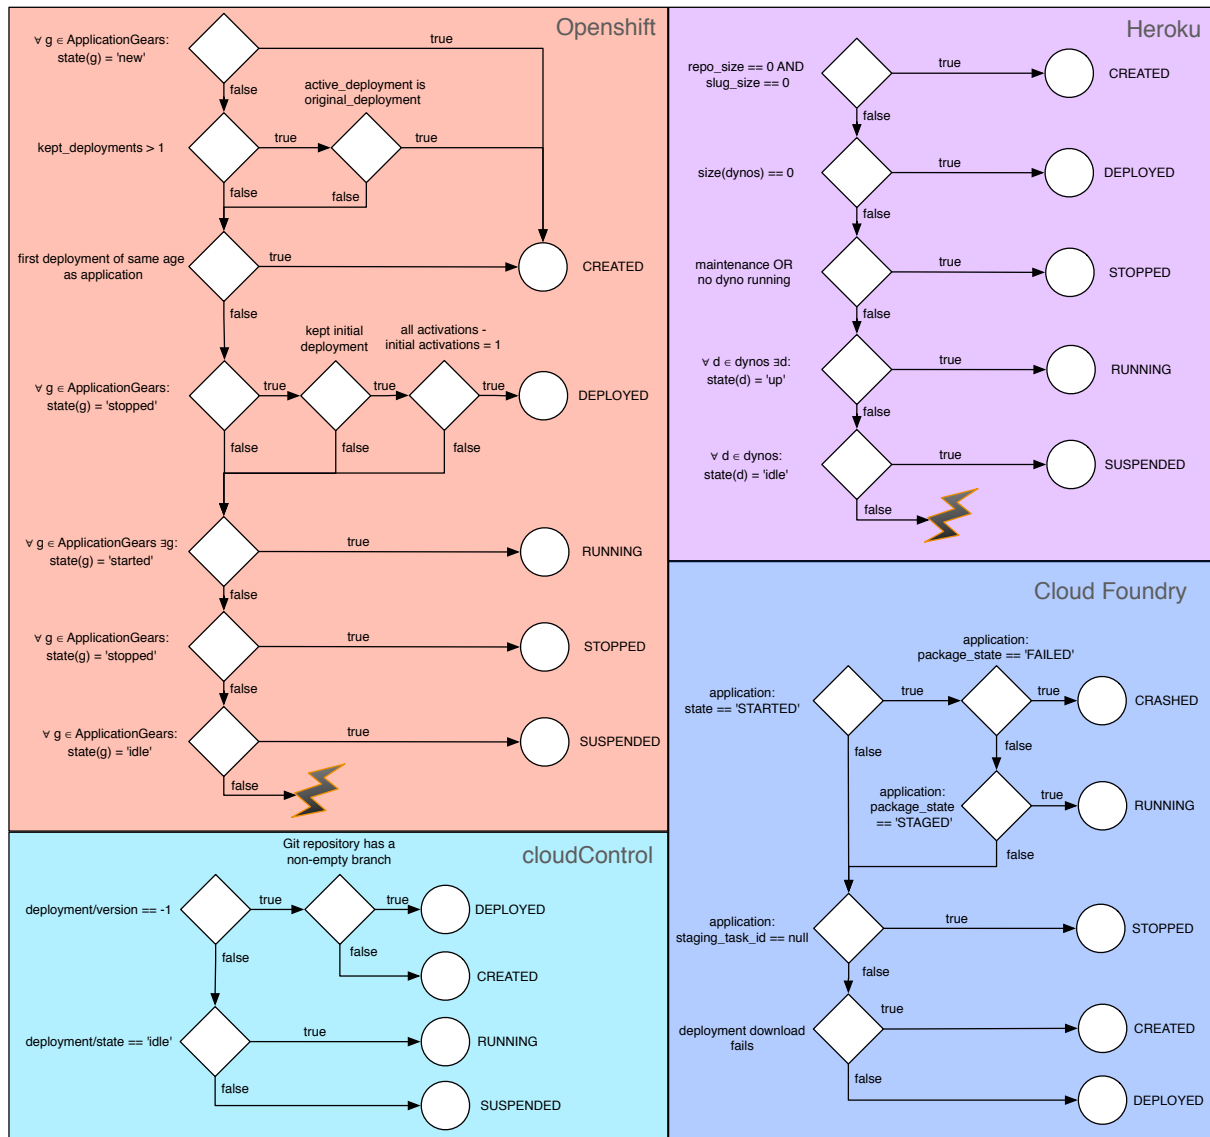 Openshift
∀ g ∈ ApplicationGears:
state(g) = 'new'
true
false
active_deployment is
original_deployment
kept_deployments > 1
true
true
false
false
first deployment of same age
as application
true
CREATED
false
kept initial
deployment
all activations -
initial activations = 1
∀ g ∈ ApplicationGears:
state(g) = 'stopped'
true
true
true
DEPLOYED
false
false
false
∀ g ∈ ApplicationGears ∃g:
state(g) = 'started'
true
RUNNING
false
∀ g ∈ ApplicationGears:
state(g) = 'stopped'
true
STOPPED
false
∀ g ∈ ApplicationGears:
state(g) = 'idle'
true
SUSPENDED
false
Heroku
repo_size == 0 AND
slug_size == 0
true
CREATED
false
size(dynos) == 0
true
DEPLOYED
false
maintenance OR
no dyno running
true
STOPPED
false
∀ d ∈ dynos ∃d:
state(d) = 'up'
true
RUNNING
false
∀ d ∈ dynos:
state(d) = 'idle'
true
SUSPENDED
false
cloudControl
Git repository has a
non-empty branch
deployment/version == -1
true
true
DEPLOYED
false
false
CREATED
deployment/state == 'idle'
true
RUNNING
false
SUSPENDED
Cloud Foundry
application:
package_state == 'FAILED'
application:
state == 'STARTED'
true
true
CRASHED
false
false
application:
package_state
== 'STAGED'
true
RUNNING
false
application:
staging_task_id == null
true
STOPPED
false
deployment download
fails
true
CREATED
false
DEPLOYED